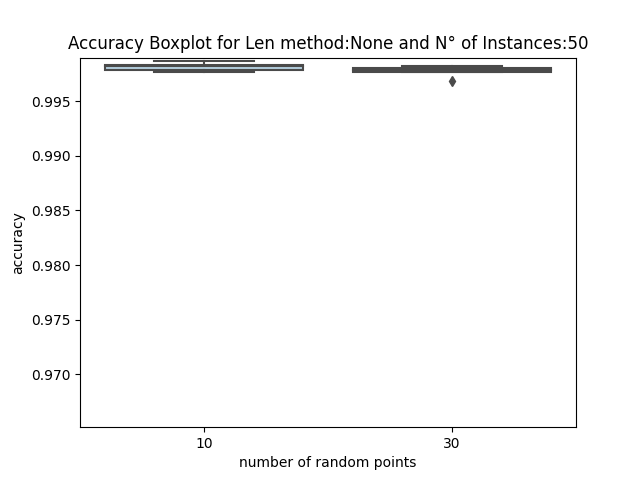 Accuracy Boxplot for Len method:None and N° of Instances:50
0.995
0.990
0.985
0.980
0.975
0.970
accuracy
10 30
number of random points